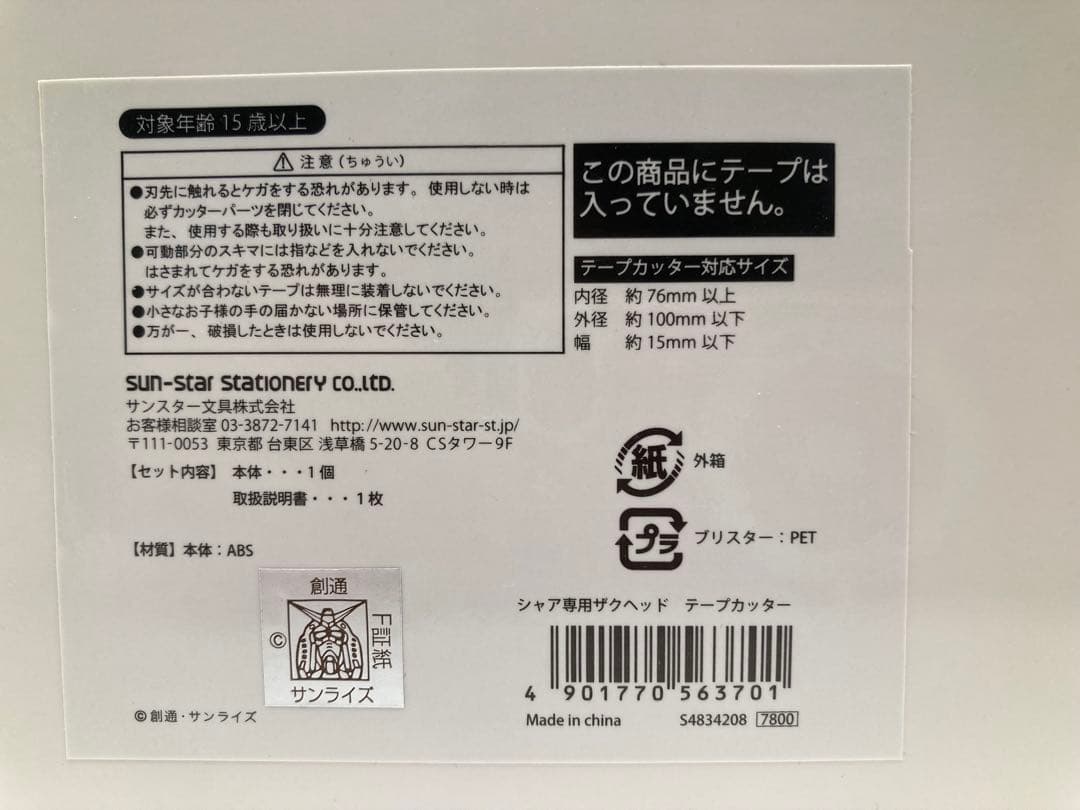 対象年齢 15 歳以上
⚠ 注意(ちゅうい)
●刃先に触れるとケガをする恐れがあります。使用しない時は
必ずカッターパーツを閉じてください。
また、使用する際も取り扱いに十分注意してください。
●可動部分のスキマには指などを入れないでください。
はさまれてケガをする恐れがあります。
●サイズが合わないテープは無理に装着しないでください。
●小さなお子様の手の届かない場所に保管してください。
●万が一、破損したときは使用しないでください。
この商品にテープは
入っていません。
テープカッター対応サイズ
内径 約 76mm 以上
外径 約 100mm 以下
幅 約 15mm 以下
sun-star stationery co.,ltd.
サンスター文具株式会社
お客様相談室 03-3872-7141 http://www.sun-star-st.jp/
〒111-0053 東京都 台東区 浅草橋 5-20-8 CSタワー9F
【セット内容】 本体・・・1 個
取扱説明書・・・1 枚
【材質】本体:ABS
紙 外箱
プラ ブリスター:PET
創通
©
証紙
サンライズ
©創通・サンライズ
シャア専用ザクヘッド テープカッター
4 901770 563701
Made in china S4834208 7800